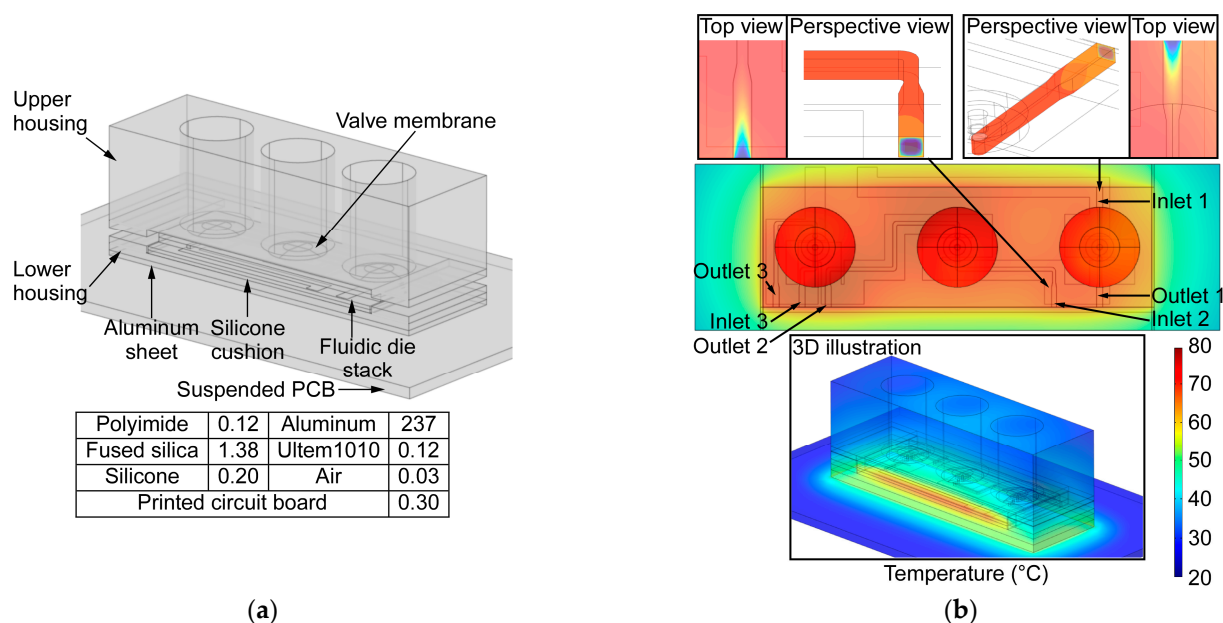 Upper
housing
Valve membrane
Lower
housing
Aluminum
sheet
Silicone
cushion
Fluidic die
stack
Suspended PCB
Polyimide 0.12 Aluminum 237
Fused silica 1.38 Ultem1010 0.12
Silicone 0.20 Air 0.03
Printed circuit board 0.30
(a)
Top view Perspective view Perspective view Top view
Inlet 1
Outlet 3
Outlet 1
Inlet 3
Inlet 2
Outlet 2
3D illustration
80
70
60
50
40
30
20
Temperature (°C)
(b)